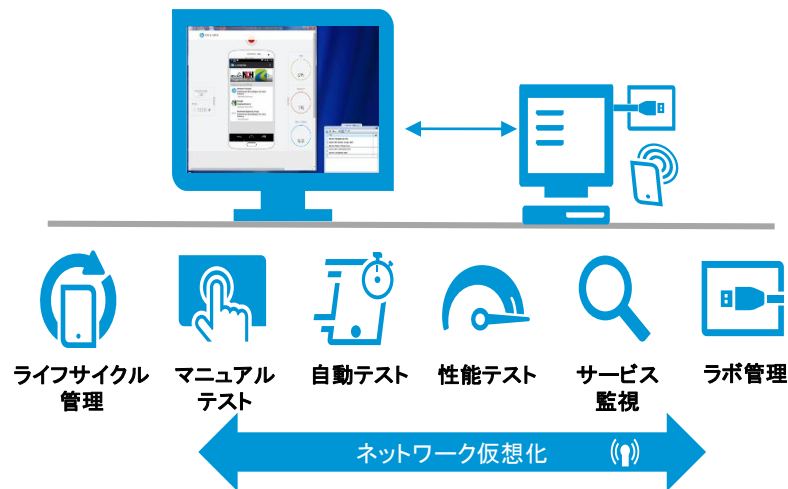 ライフサイクル
管理
マニュアル
テスト
自動テスト
性能テスト
サービス
監視
ラボ管理
ネットワーク仮想化